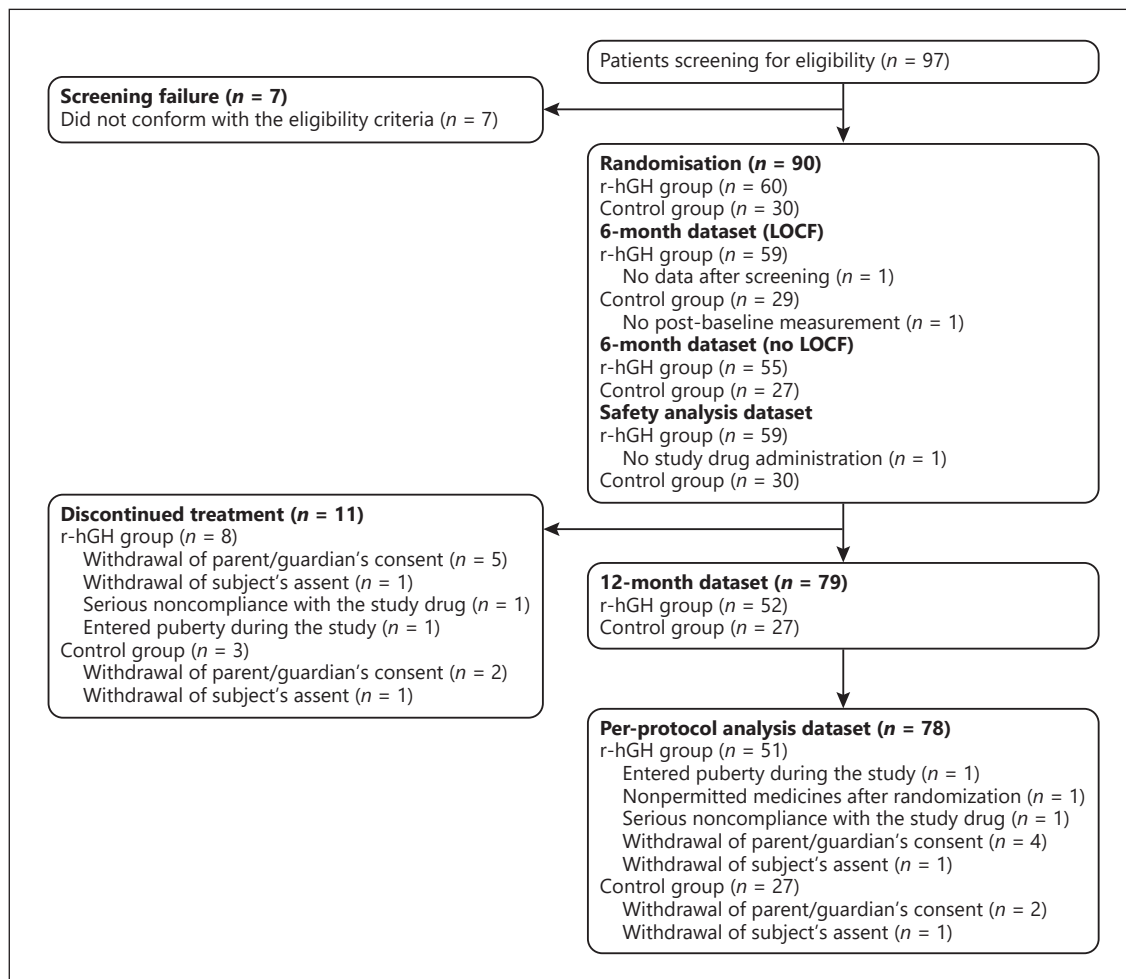 Patients screening for eligibility (n = 97)
Screening failure (n = 7)
Did not conform with the eligibility criteria (n = 7)
Randomisation (n = 90)
r-hGH group (n = 60)
Control group (n = 30)
6-month dataset (LOCF)
r-hGH group (n = 59)
No data after screening (n = 1)
Control group (n = 29)
No post-baseline measurement (n = 1)
6-month dataset (no LOCF)
r-hGH group (n = 55)
Control group (n = 27)
Safety analysis dataset
r-hGH group (n = 59)
No study drug administration (n = 1)
Control group (n = 30)
Discontinued treatment (n = 11)
r-hGH group (n = 8)
Withdrawal of parent/guardian's consent (n = 5)
Withdrawal of subject's assent (n = 1)
Serious noncompliance with the study drug (n = 1)
Entered puberty during the study (n = 1)
Control group (n = 3)
Withdrawal of parent/guardian's consent (n = 2)
Withdrawal of subject's assent (n = 1)
12-month dataset (n = 79)
r-hGH group (n = 52)
Control group (n = 27)
Per-protocol analysis dataset (n = 78)
r-hGH group (n = 51)
Entered puberty during the study (n = 1)
Nonpermitted medicines after randomization (n = 1)
Serious noncompliance with the study drug (n = 1)
Withdrawal of parent/guardian's consent (n = 4)
Withdrawal of subject's assent (n = 1)
Control group (n = 27)
Withdrawal of parent/guardian's consent (n = 2)
Withdrawal of subject's assent (n = 1)